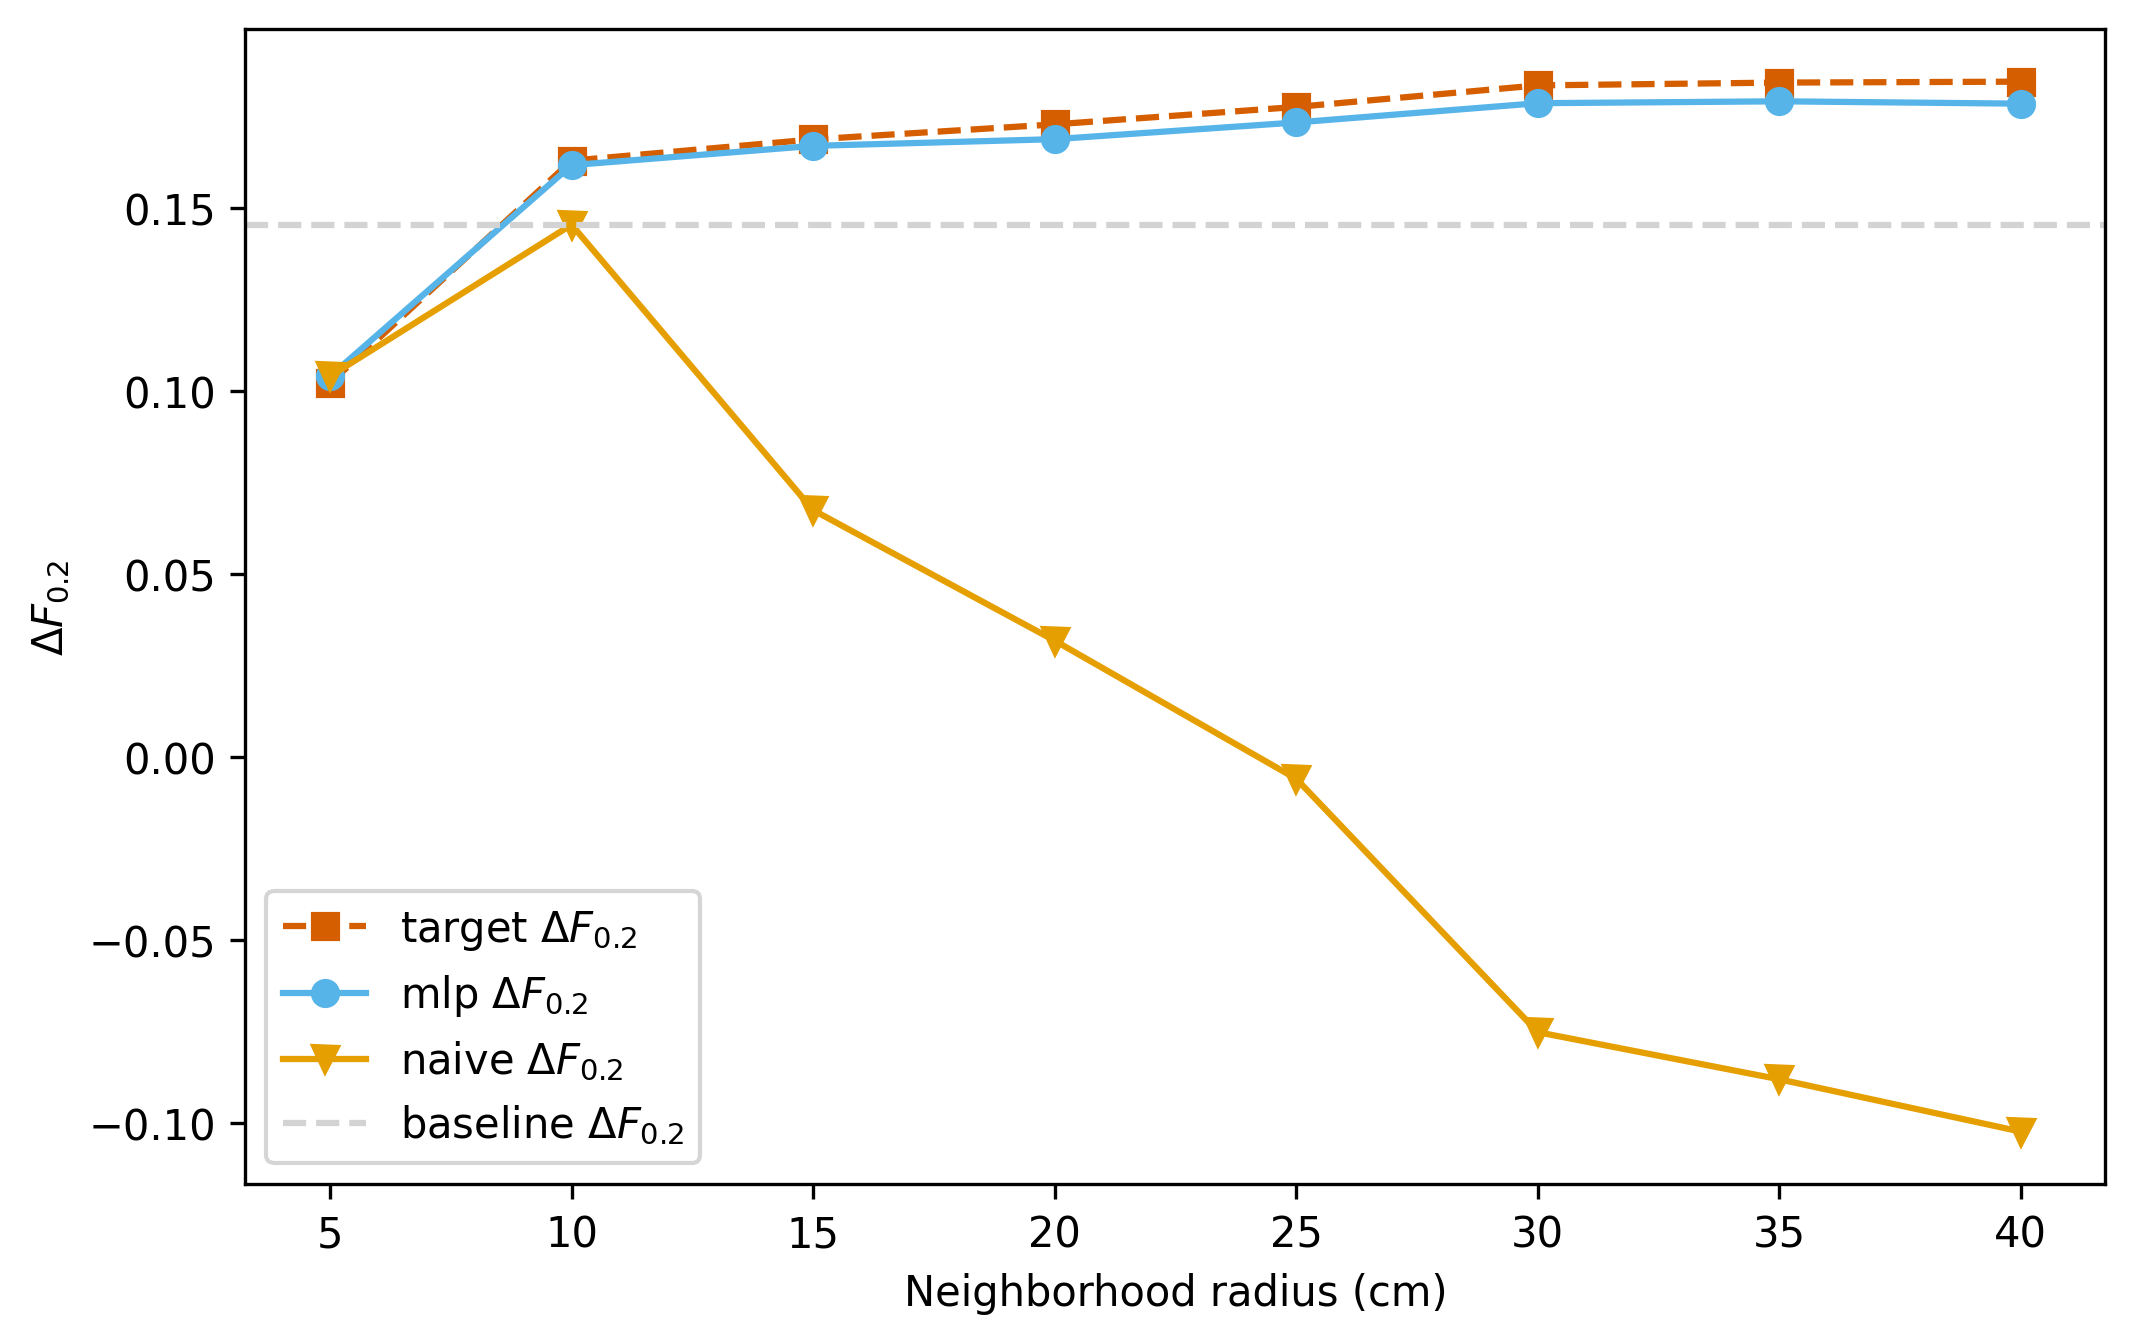 0.15
0.10
0.05
0.00
−0.05
−0.10
ΔF0.2
target ΔF0.2
mlp ΔF0.2
naive ΔF0.2
baseline ΔF0.2
5 10 15 20 25 30 35 40
Neighborhood radius (cm)